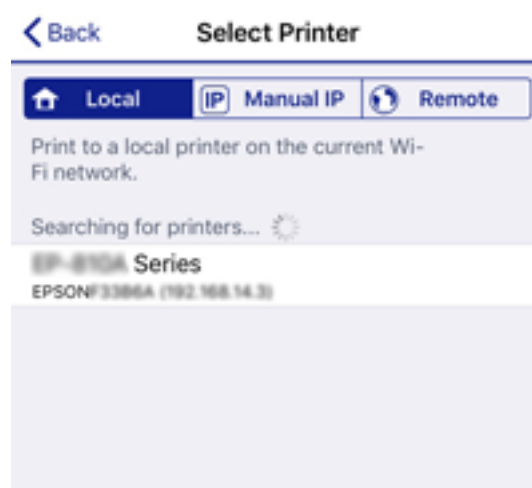 Back
Select Printer
Local
IP Manual IP
Remote
Print to a local printer on the current Wi-
Fi network.
Searching for printers...
Series
EPSON